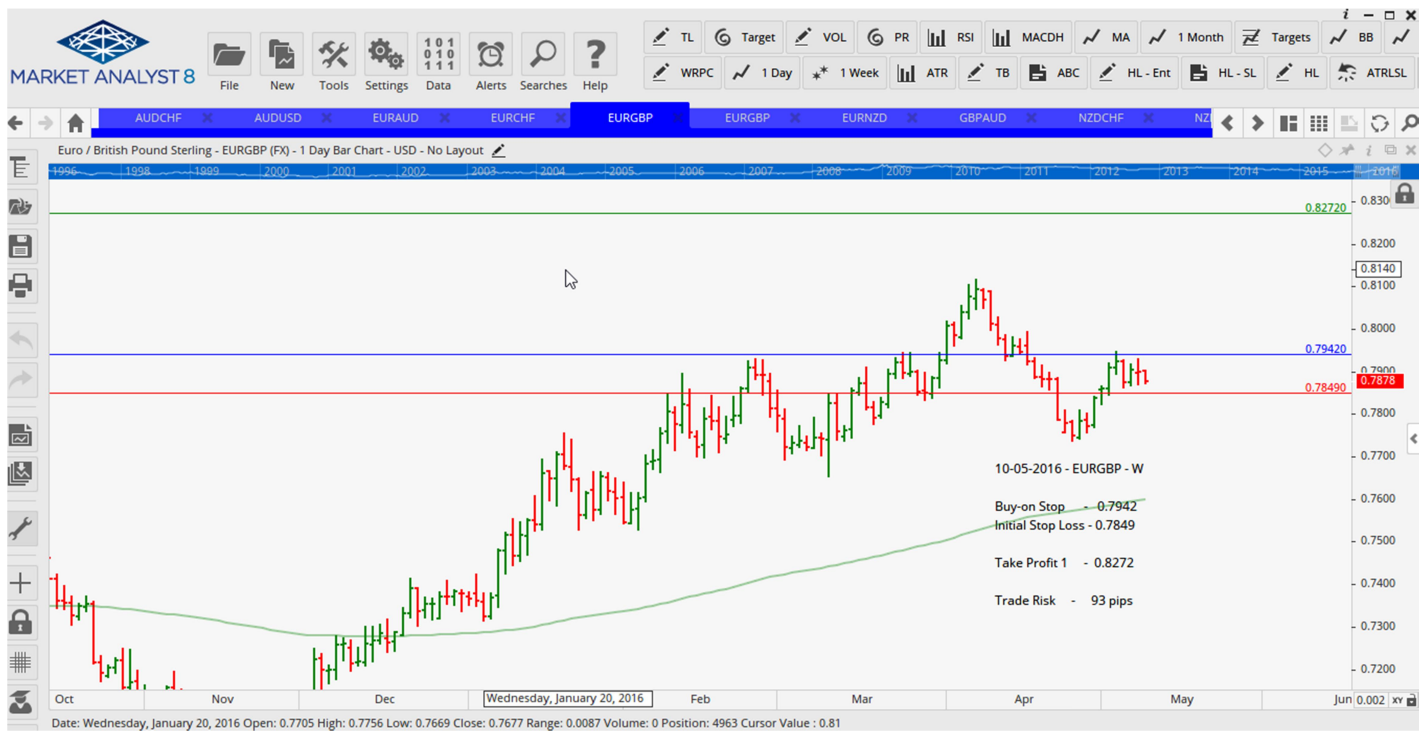 MARKET ANALYST 8
File New Tools Settings Data Alerts Searches Help
101
010
111
?
TL Target VOL PR RSI MACDH MA 1 Month Targets BB
WRPC 1 Day 1 Week ATR TB ABC HL - Ent HL - SL HL ATRLSL
AUDCHF AUDUSD EURAUD EURCHF EURGBP EURGBP EURNZD GBPAUD NZDCHF
Euro / British Pound Sterling - EURGBP (FX) - 1 Day Bar Chart - USD - No Layout
1996 1998 1999 2000 2001 2002 2003 2004 2005 2006 2007 2008 2009 2010 2011 2012 2013 2014 2015 2016
0.82720
0.8200
0.8140
0.8100
0.8000
0.79420
0.7900
0.7878
0.78490
0.7800
0.7700
10-05-2016 - EURGBP - W
0.7600
Buy-on Stop - 0.7942
Initial Stop Loss - 0.7849
0.7500
Take Profit 1 - 0.8272
0.7400
Trade Risk - 93 pips
0.7300
0.7200
Oct Nov Dec Wednesday, January 20, 2016 Feb Mar Apr May Jun 0.002 XY
Date: Wednesday, January 20, 2016 Open: 0.7705 High: 0.7756 Low: 0.7669 Close: 0.7677 Range: 0.0087 Volume: 0 Position: 4963 Cursor Value : 0.81